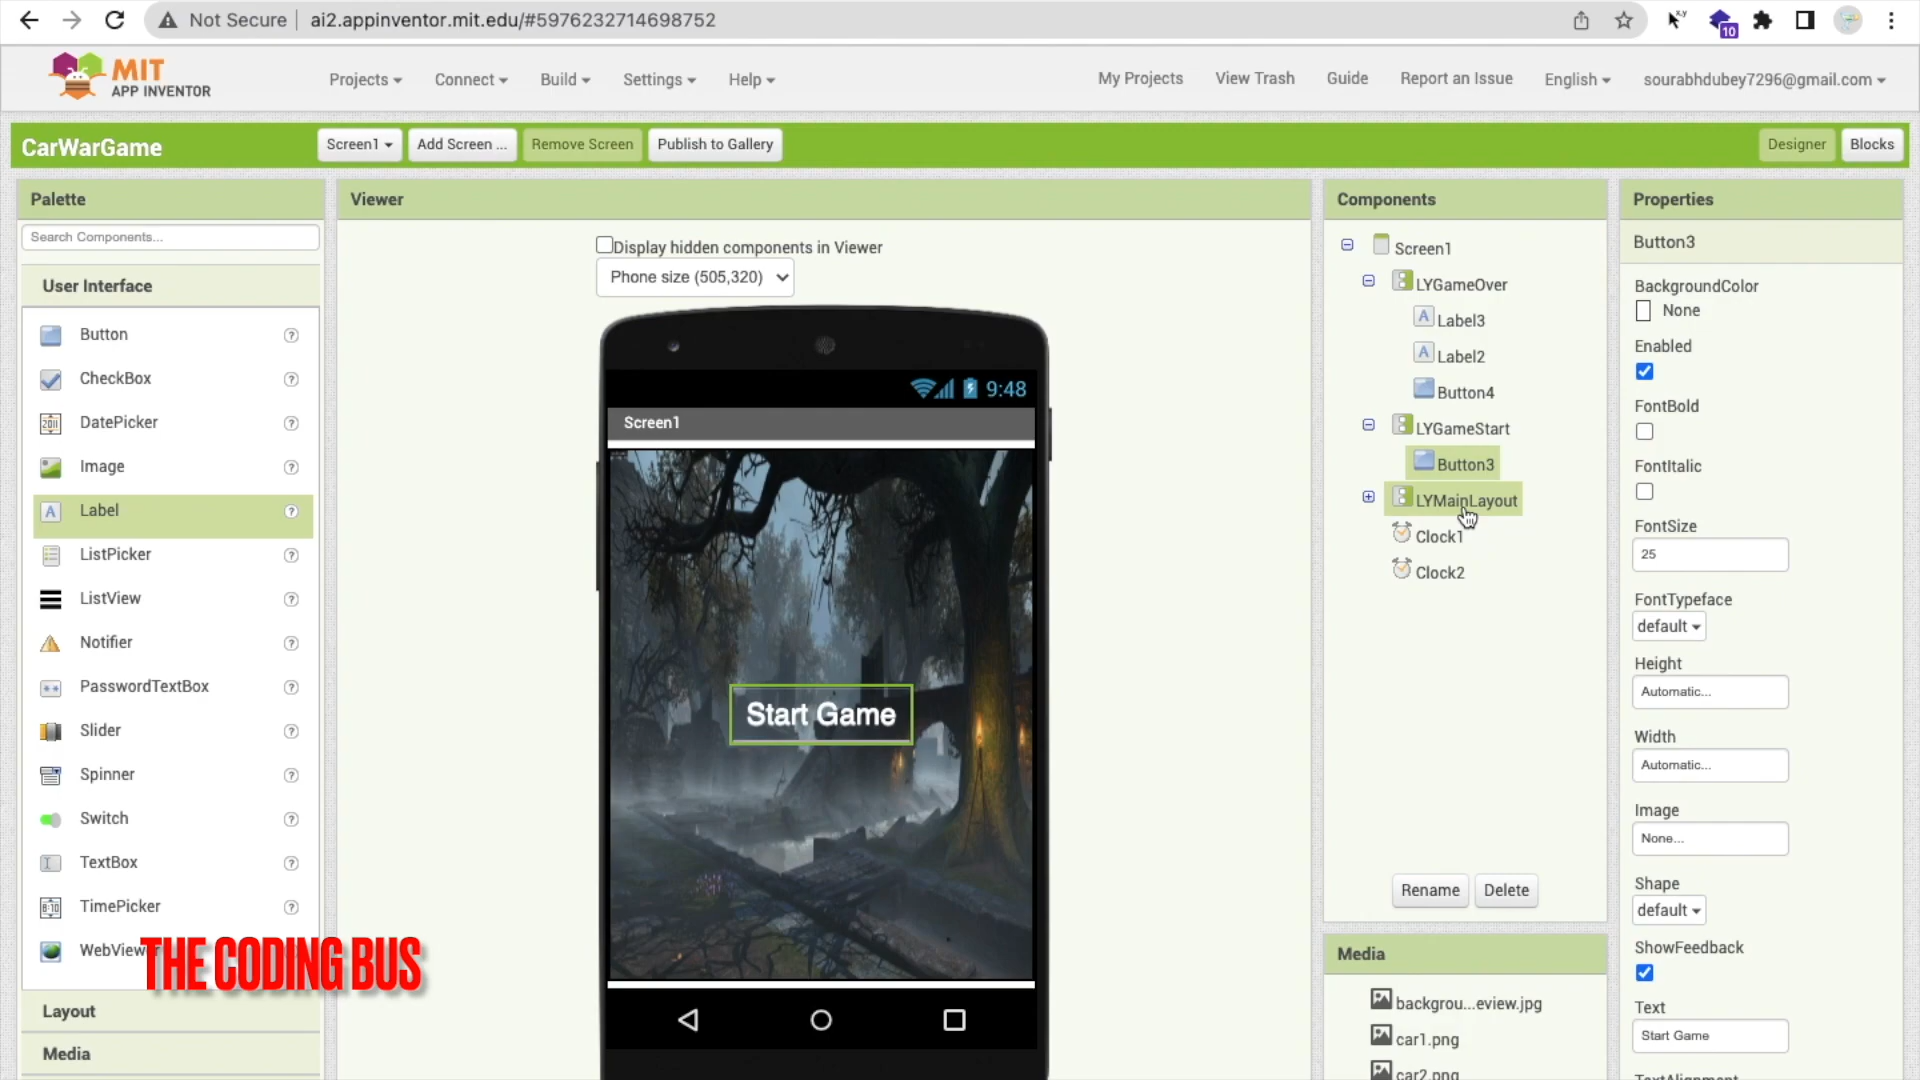 Not Secure
ai2.appinventor.mit.edu/#5976232714698752
10
MIT
APP INVENTOR
Projects
Connect
Build
Settings
Help
My Projects
View Trash
Guide
Report an Issue
English
sourabhdubey7296@gmail.com
CarWarGame
Screen1
Add Screen ...
Remove Screen
Publish to Gallery
Designer
Blocks
Palette
Search Components...
User Interface
Button
CheckBox
DatePicker
Image
Label
ListPicker
ListView
Notifier
PasswordTextBox
Slider
Spinner
Switch
TextBox
TimePicker
WebViewer
Layout
Media
THE CODING BUS
Viewer
Display hidden components in Viewer
Phone size (505,320)
9:48
Screen1
Start Game
Components
Screen1
LYGameOver
Label3
Label2
Button4
LYGameStart
Button3
LYMainLayout
Clock1
Clock2
Rename
Delete
Media
backgrou...eview.jpg
car1.png
car2.png
Properties
Button3
BackgroundColor
None
Enabled
FontBold
FontItalic
FontSize
25
FontTypeface
default
Height
Automatic...
Width
Automatic...
Image
None...
Shape
default
ShowFeedback
Text
Start Game
TextAlignment